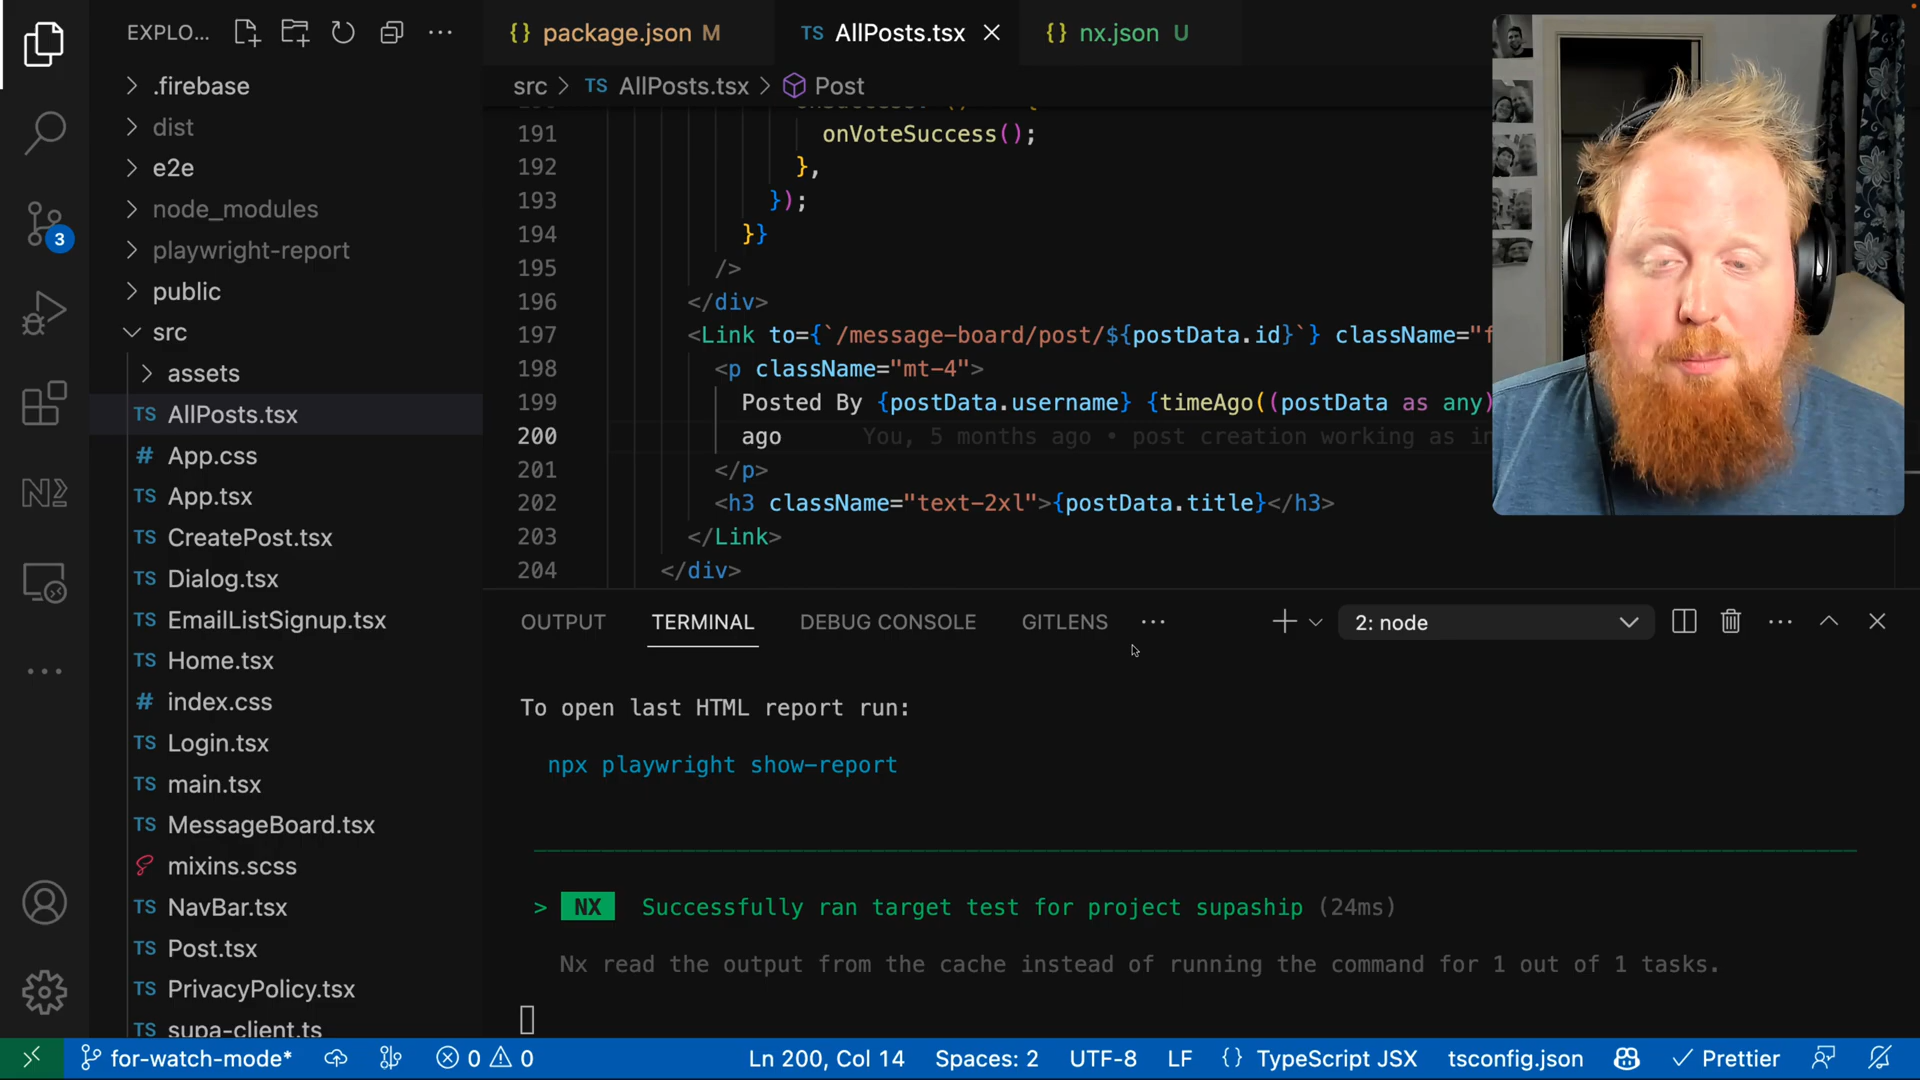 EXPLO...
package.json M
AllPosts.tsx
nx.json U
src > TS AllPosts.tsx > Post
.firebase
dist
e2e
node_modules
playwright-report
public
src
assets
TS AllPosts.tsx
# App.css
TS App.tsx
TS CreatePost.tsx
TS Dialog.tsx
TS EmailListSignup.tsx
TS Home.tsx
# index.css
TS Login.tsx
TS main.tsx
TS MessageBoard.tsx
mixins.scss
TS NavBar.tsx
TS Post.tsx
TS PrivacyPolicy.tsx
TS supa-client.ts
3
191 onVoteSuccess();
192 },
193 });
194 }}
195 />
196 </div>
197 <Link to={`/message-board/post/${postData.id}`} className="f
198 <p className="mt-4">
199 Posted By {postData.username} {timeAgo((postData as any)
200 ago You, 5 months ago • post creation working as in
201 </p>
202 <h3 className="text-2xl">{postData.title}</h3>
203 </Link>
204 </div>
OUTPUT TERMINAL DEBUG CONSOLE GITLENS ... 2: node
To open last HTML report run:
npx playwright show-report
> NX Successfully ran target test for project supaship (24ms)
Nx read the output from the cache instead of running the command for 1 out of 1 tasks.
for-watch-mode* 0 0 Ln 200, Col 14 Spaces: 2 UTF-8 LF {} TypeScript JSX tsconfig.json Prettier